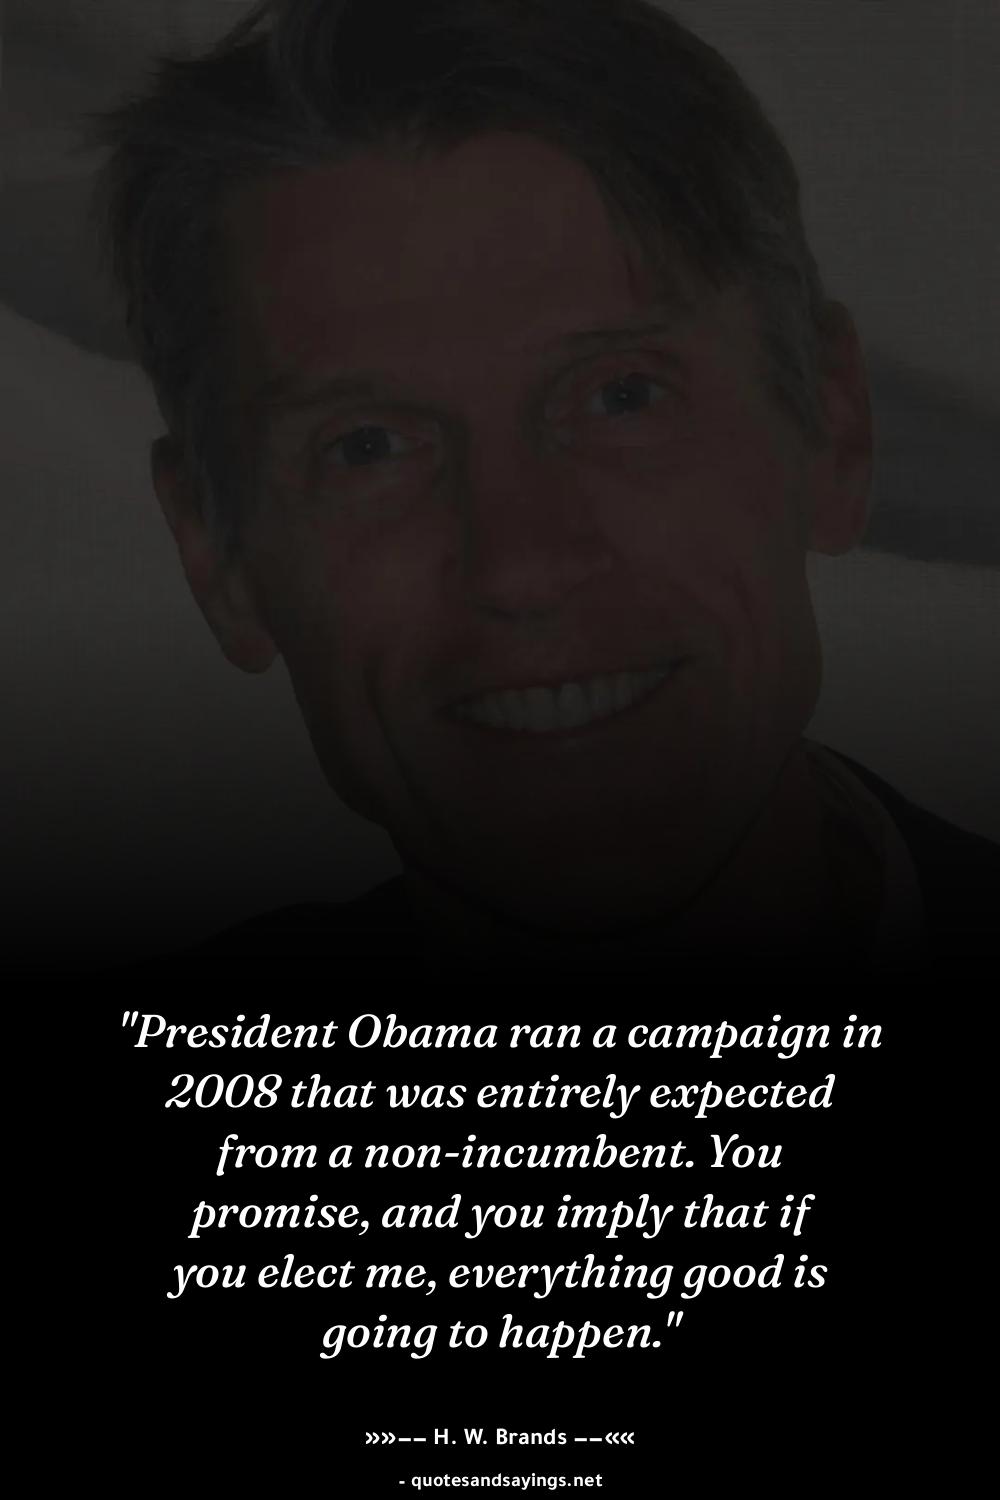 "President Obama ran a campaign in
2008 that was entirely expected
from a non-incumbent. You
promise, and you imply that if
you elect me, everything good is
going to happen."
»»—— H. W. Brands ——««
- quotesandsayings.net